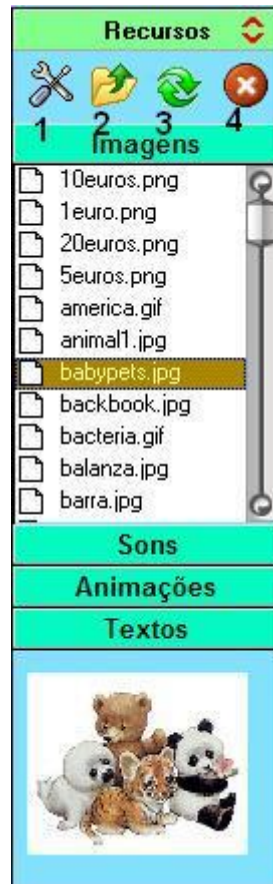 Recursos
1 2 3 4
Imagens
10euros.png
1euro.png
20euros.png
5euros.png
america.gif
animal1.jpg
babypets.jpg
backbook.jpg
bacteria.gif
balanza.jpg
barra.jpg
Sons
Animações
Textos